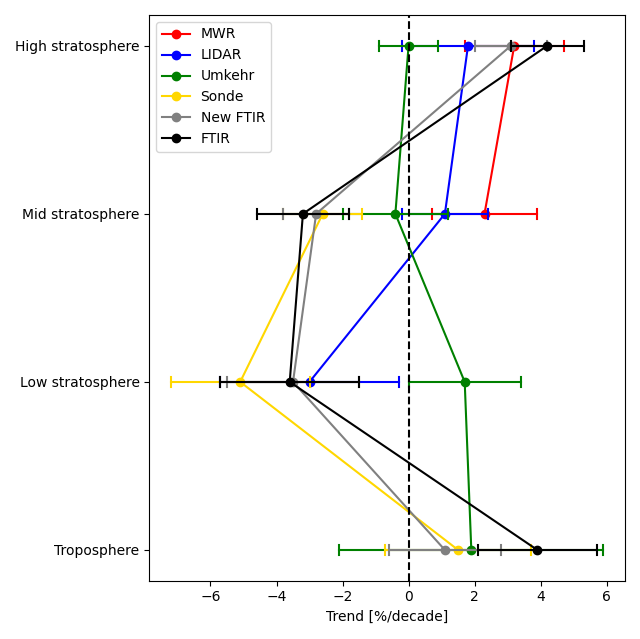 MWR
LIDAR
Umkehr
Sonde
New FTIR
FTIR
High stratosphere
Mid stratosphere
Low stratosphere
Troposphere
−6 −4 −2 0 2 4 6
Trend [%/decade]